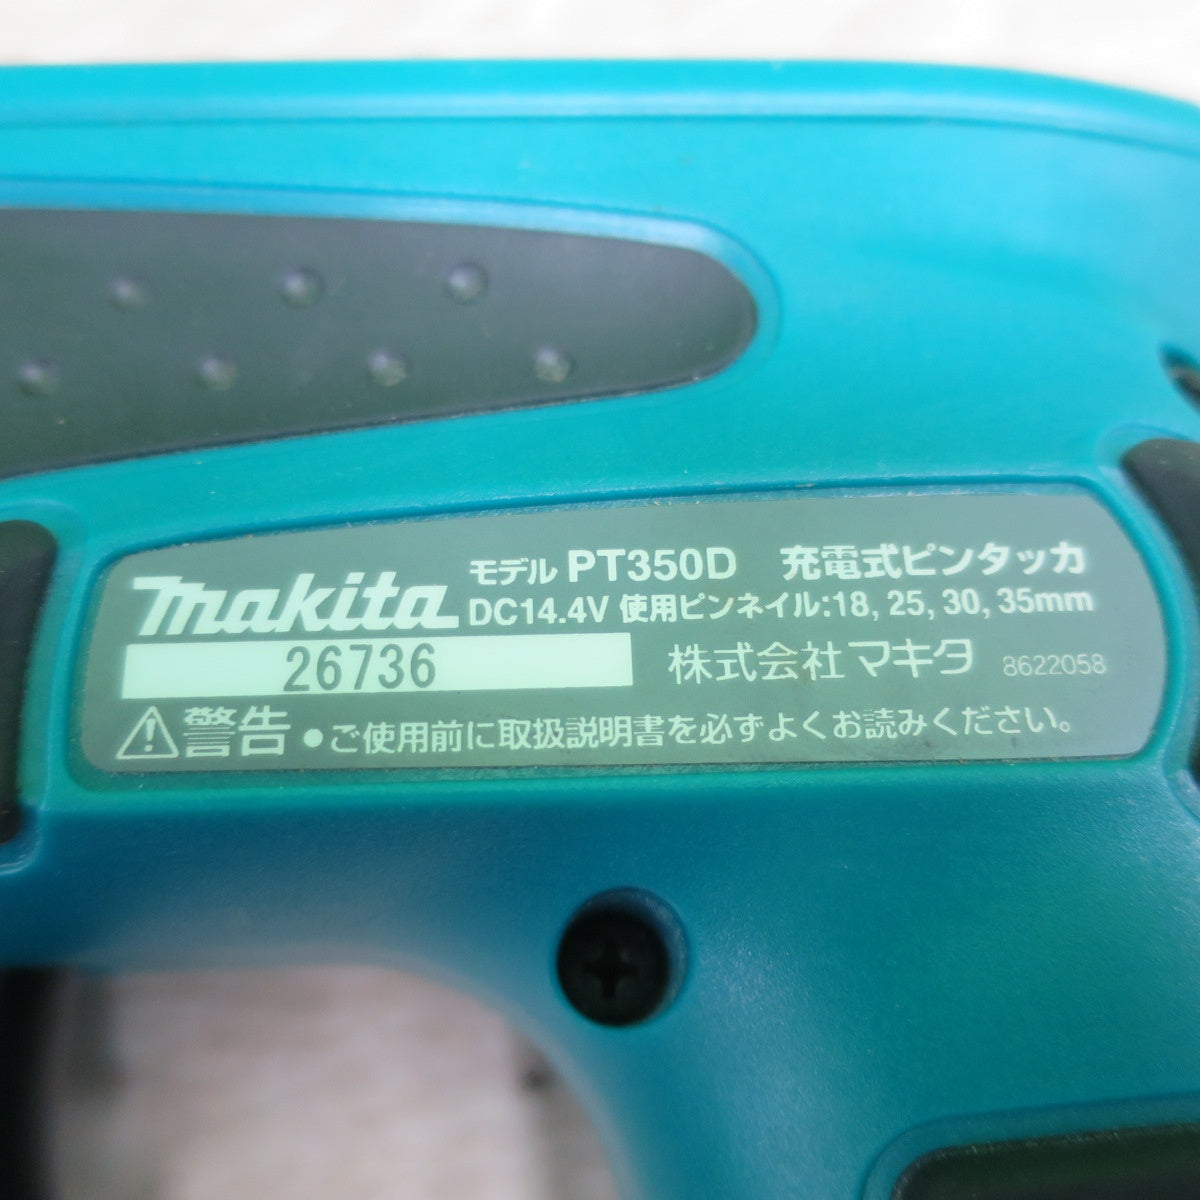 makita モデル PT350D 充電式ピンタッカ
DC14.4V 使用ピンネイル:18, 25, 30, 35mm
26736 株式会社マキタ 8622058
⚠警告 ●ご使用前に取扱説明書を必ずよくお読みください。